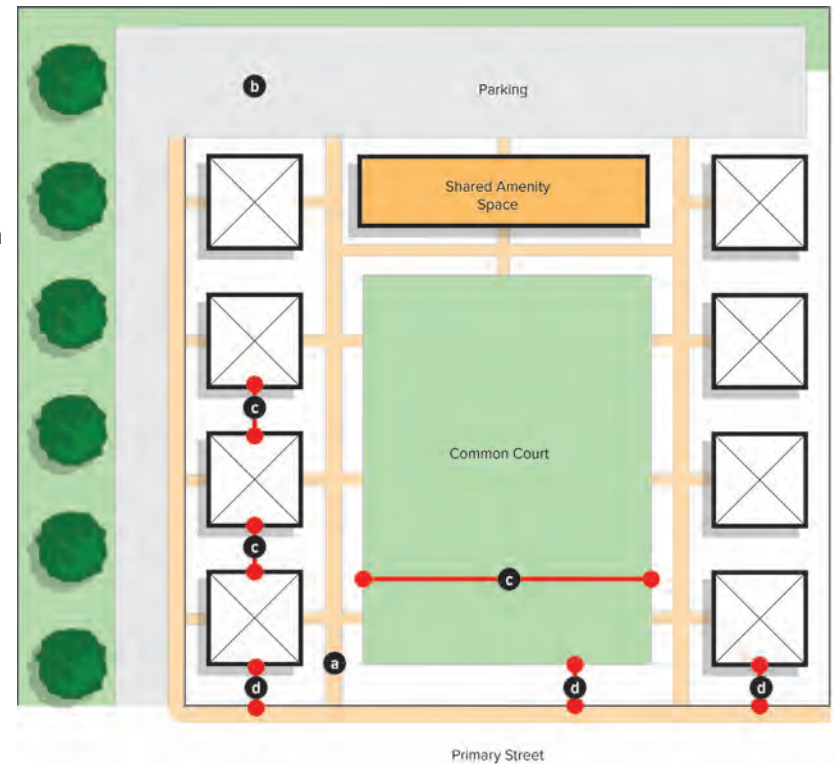 b
Parking
Shared Amenity
Space
c
Common Court
c
c
a
d
d
d
Primary Street